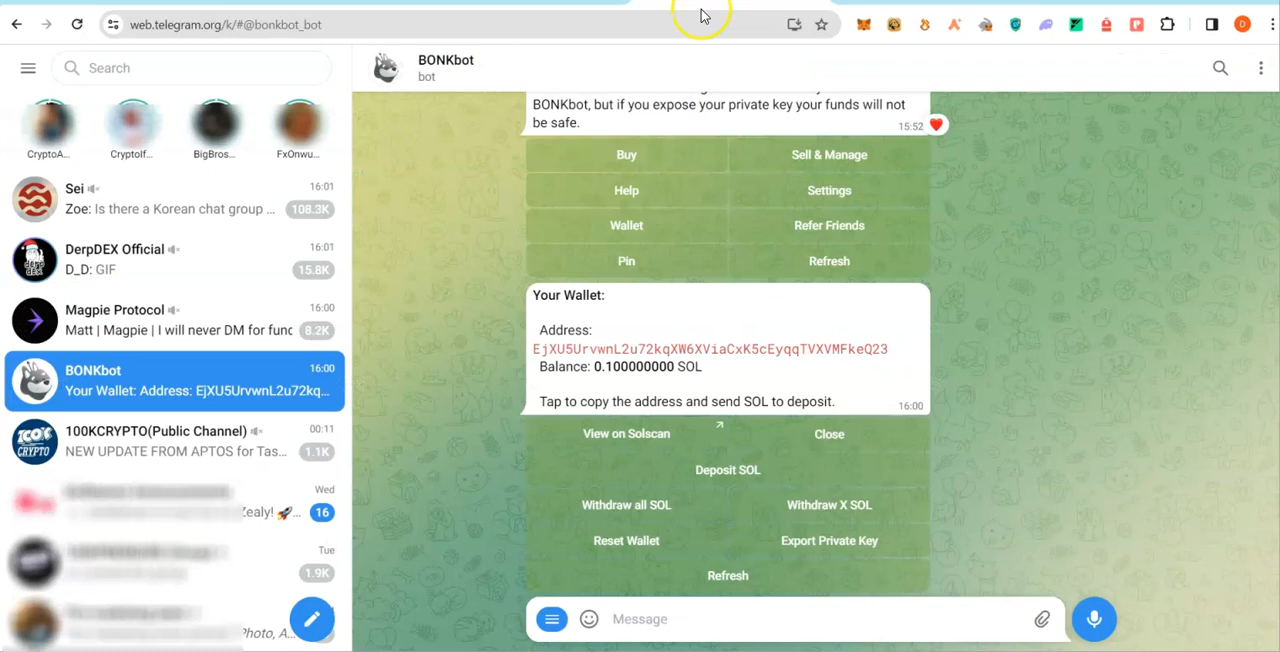 web.telegram.org/k/#@bonkbot_bot
D
Search
CryptoA...
CryptoIf...
BigBros...
FxOnwu...
Sei
16:01
Zoe: Is there a Korean chat group ...
108.3K
DerpDEX Official
16:01
D_D: GIF
15.8K
Magpie Protocol
16:00
Matt | Magpie | I will never DM for func
8.2K
BONKbot
16:00
Your Wallet: Address: EjXU5UrvwnL2u72kq...
100KCRYPTO(Public Channel)
00:11
NEW UPDATE FROM APTOS for Tas...
1.1K
Wed
Zealy! 🚀...
16
Tue
1.9K
Photo, A...
BONKbot
bot
BONKbot, but if you expose your private key your funds will not
be safe.
15:52
Buy
Sell & Manage
Help
Settings
Wallet
Refer Friends
Pin
Refresh
Your Wallet:
Address:
EjXU5UrvwnL2u72kqXW6XViaCxK5cEyqqTVXVMFkeQ23
Balance: 0.100000000 SOL
Tap to copy the address and send SOL to deposit.
16:00
View on Solscan
Close
Deposit SOL
Withdraw all SOL
Withdraw X SOL
Reset Wallet
Export Private Key
Refresh
Message